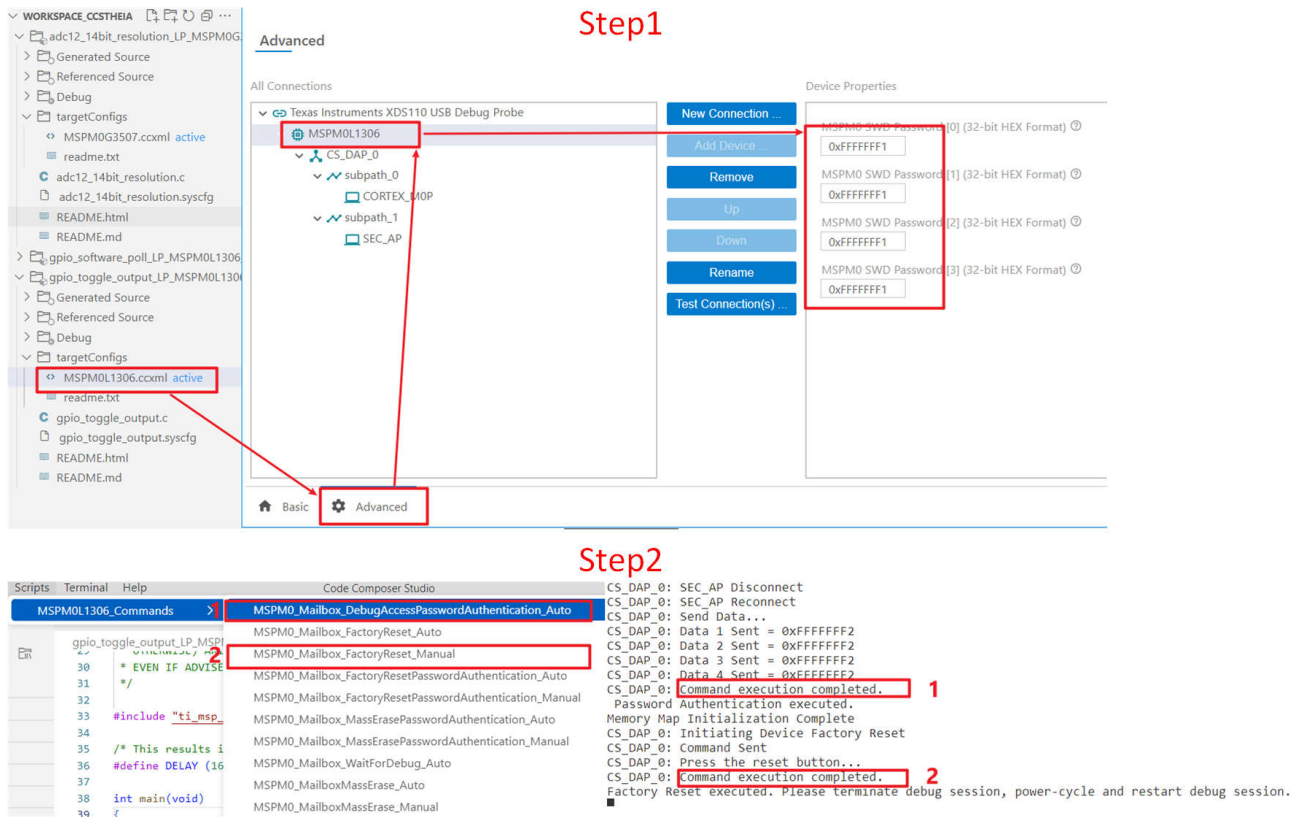 Step1
WORKSPACE_CCSTHEIA
adc12_14bit_resolution_LP_MSPM0G
Generated Source
Referenced Source
Debug
targetConfigs
MSPM0G3507.ccxml active
readme.txt
adc12_14bit_resolution.c
adc12_14bit_resolution.syscfg
README.html
README.md
gpio_software_poll_LP_MSPM0L1306
gpio_toggle_output_LP_MSPM0L130
Generated Source
Referenced Source
Debug
targetConfigs
MSPM0L1306.ccxml active
readme.txt
gpio_toggle_output.c
gpio_toggle_output.syscfg
README.html
README.md
Advanced
All Connections
Texas Instruments XDS110 USB Debug Probe
MSPM0L1306
CS_DAP_0
subpath_0
CORTEX_M0P
subpath_1
SEC_AP
New Connection ...
Add Device ...
Remove
Up
Down
Rename
Test Connection(s) ...
Device Properties
MSPM0 SWD Password [0] (32-bit HEX Format)
0xFFFFFFF1
MSPM0 SWD Password [1] (32-bit HEX Format)
0xFFFFFFF1
MSPM0 SWD Password [2] (32-bit HEX Format)
0xFFFFFFF1
MSPM0 SWD Password [3] (32-bit HEX Format)
0xFFFFFFF1
Basic
Advanced
Step2
Scripts Terminal Help Code Composer Studio
MSPM0L1306_Commands
1
gpio_toggle_output_LP_MSP
30 * EVEN IF ADVISE
31 */
32
33 #include "ti_msp_
34
35 /* This results i
36 #define DELAY (16
37
38 int main(void)
39 {
MSPM0_Mailbox_DebugAccessPasswordAuthentication_Auto
MSPM0_Mailbox_FactoryReset_Auto
2
MSPM0_Mailbox_FactoryReset_Manual
MSPM0_Mailbox_FactoryResetPasswordAuthentication_Auto
MSPM0_Mailbox_FactoryResetPasswordAuthentication_Manual
MSPM0_Mailbox_MassErasePasswordAuthentication_Auto
MSPM0_Mailbox_MassErasePasswordAuthentication_Manual
MSPM0_Mailbox_WaitForDebug_Auto
MSPM0_MailboxMassErase_Auto
MSPM0_MailboxMassErase_Manual
CS_DAP_0: SEC_AP Disconnect
CS_DAP_0: SEC_AP Reconnect
CS_DAP_0: Send Data...
CS_DAP_0: Data 1 Sent = 0xFFFFFFF2
CS_DAP_0: Data 2 Sent = 0xFFFFFFF2
CS_DAP_0: Data 3 Sent = 0xFFFFFFF2
CS_DAP_0: Data 4 Sent = 0xFFFFFFF2
CS_DAP_0: Command execution completed. 1
Password Authentication executed.
Memory Map Initialization Complete
CS_DAP_0: Initiating Device Factory Reset
CS_DAP_0: Command Sent
CS_DAP_0: Press the reset button...
CS_DAP_0: Command execution completed. 2
Factory Reset executed. Please terminate debug session, power-cycle and restart debug session.